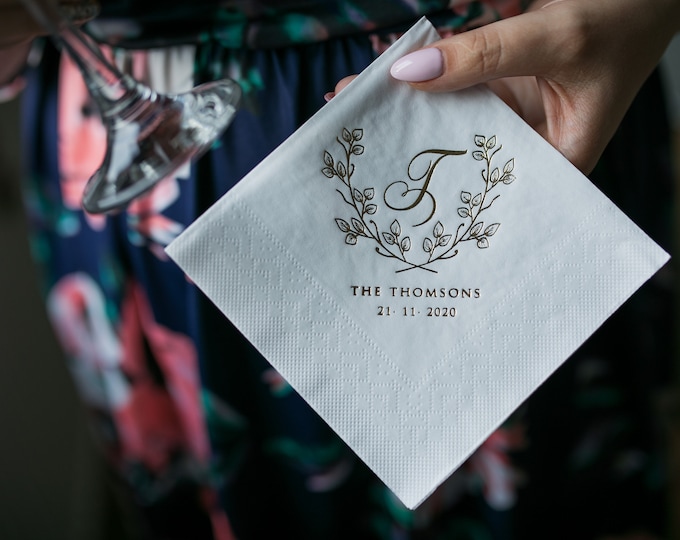 T
THE THOMSONS
21· 11· 2020